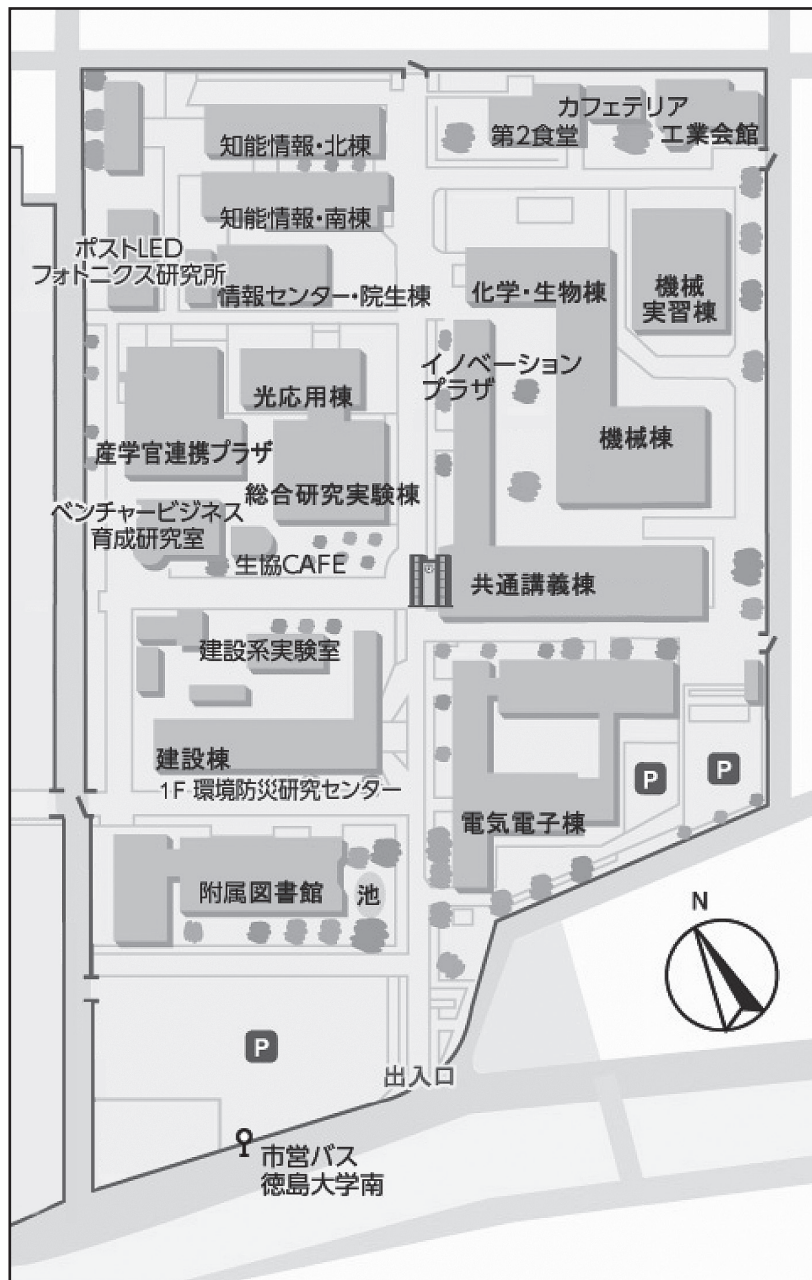 カフェテリア
第2食堂
工業会館
知能情報・北棟
知能情報・南棟
ポストLED
フォトニクス研究所
情報センター・院生棟
化学・生物棟
機械
実習棟
イノベーション
プラザ
光応用棟
機械棟
産学官連携プラザ
総合研究実験棟
ベンチャービジネス
育成研究室
生協CAFE
共通講義棟
建設系実験室
建設棟
1F 環境防災研究センター
P
P
電気電子棟
附属図書館
池
N
P
出入口
市営バス
徳島大学南